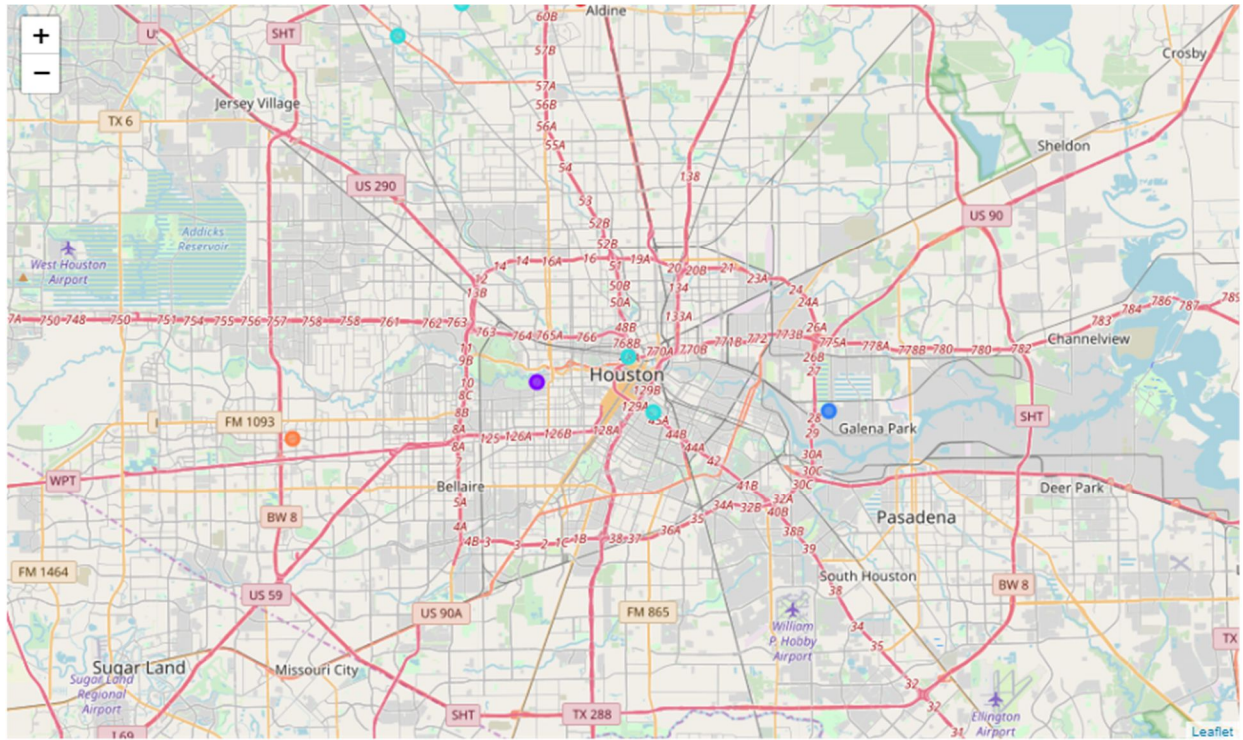 +
−
60B
Aldine
SHT
57B
Crosby
57A
Jersey Village
56B
TX 6
56A
55A
Sheldon
54
138
US 290
53
US 90
52B
Addicks
Reservoir
52B
West Houston
Airport
14 14 16A 16 19A 20 20B 21
23A
12
13B
50B
134
24
50A
24A
786 787 789
784
133A
783
750 748 750 751 754 755 756 757 758 758 761 762 763
763 764 765A 766
48B
26A
768B
770A 770B 771B 772 773B 775A 778A 778B 780 780 782
Channelview
11
9B
26B
Houston
27
10
8C
129B
8B
129A
28
SHT
FM 1093
Galena Park
8A
125 126A 126B 128A
44B
29
8A
44A
30A
42
30C
WPT
30C
Bellaire
41B
Deer Park
5A
34A 32B
32A
40B
BW 8
35
Pasadena
4A
36A
38B
4B 3 3 2 1C 1B 38 37
39
FM 1464
South Houston
38
BW 8
US 59
US 90A
FM 865
William
P. Hobby
Airport
34
TX
35
Sugar Land
Missouri City
Sugar Land
Regional
Airport
32
32
SHT
TX 288
Ellington
Airport
31
Leaflet